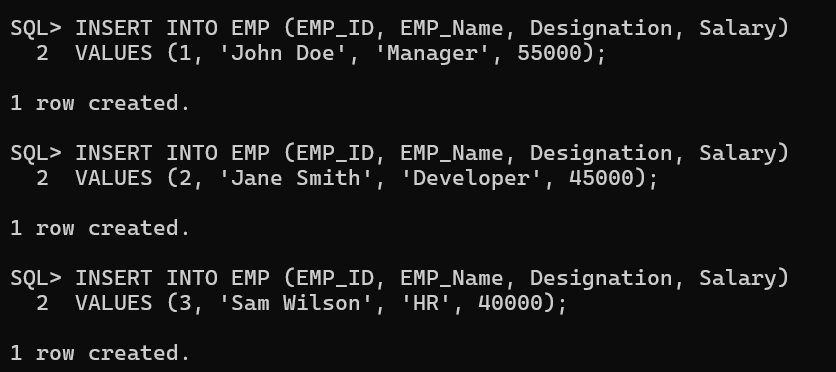 SQL> INSERT INTO EMP (EMP_ID, EMP_Name, Designation, Salary)
  2  VALUES (1, 'John Doe', 'Manager', 55000);
1 row created.
SQL> INSERT INTO EMP (EMP_ID, EMP_Name, Designation, Salary)
  2  VALUES (2, 'Jane Smith', 'Developer', 45000);
1 row created.
SQL> INSERT INTO EMP (EMP_ID, EMP_Name, Designation, Salary)
  2  VALUES (3, 'Sam Wilson', 'HR', 40000);
1 row created.